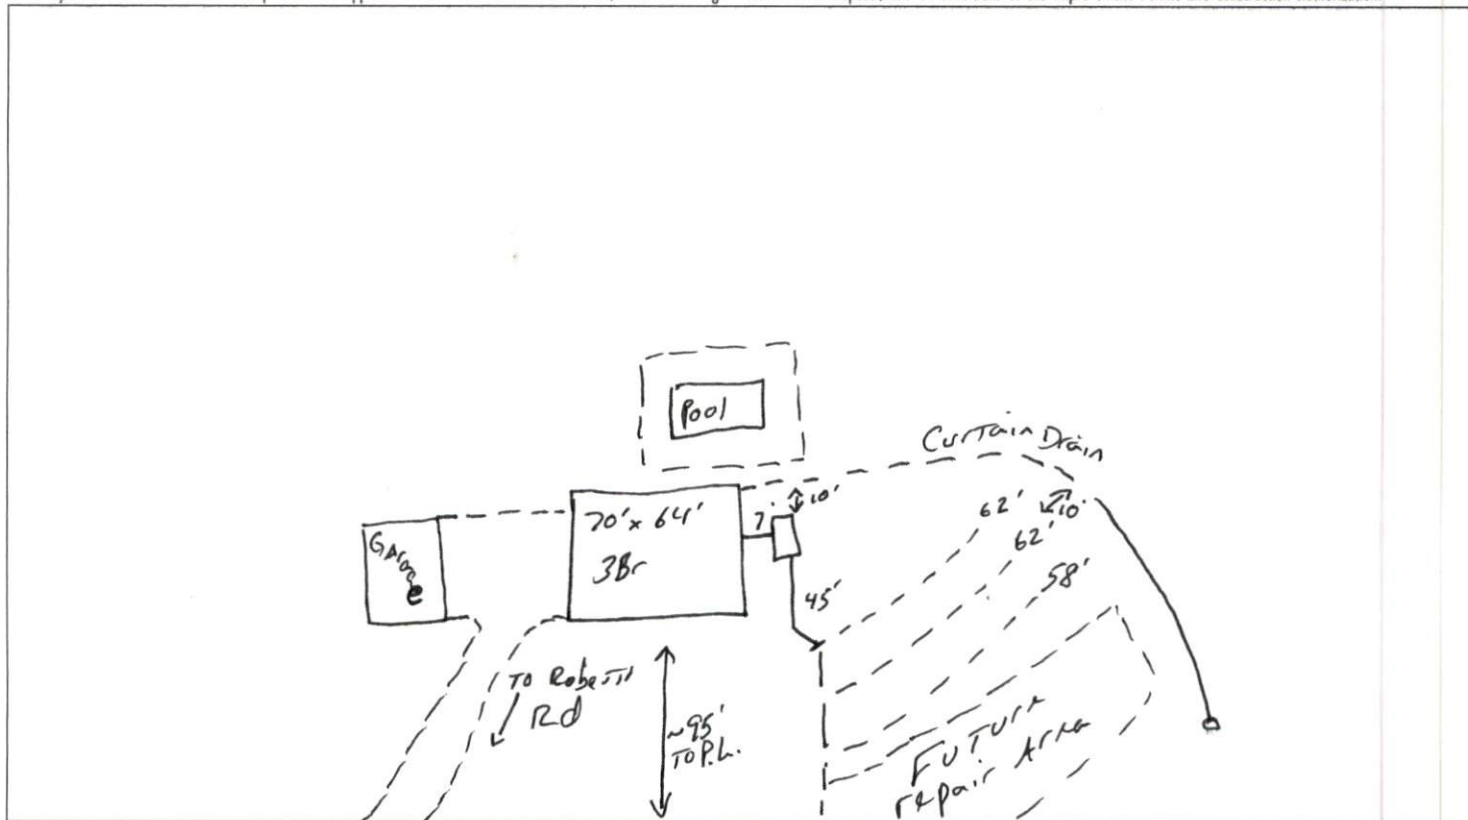 Pool
Curtain Drain
10'
62'
10'
70' x 64'
7'
62'
Garage
3Br
58'
45'
TO
Rd
~95'
TO P.L.
FUTURE
repair Area